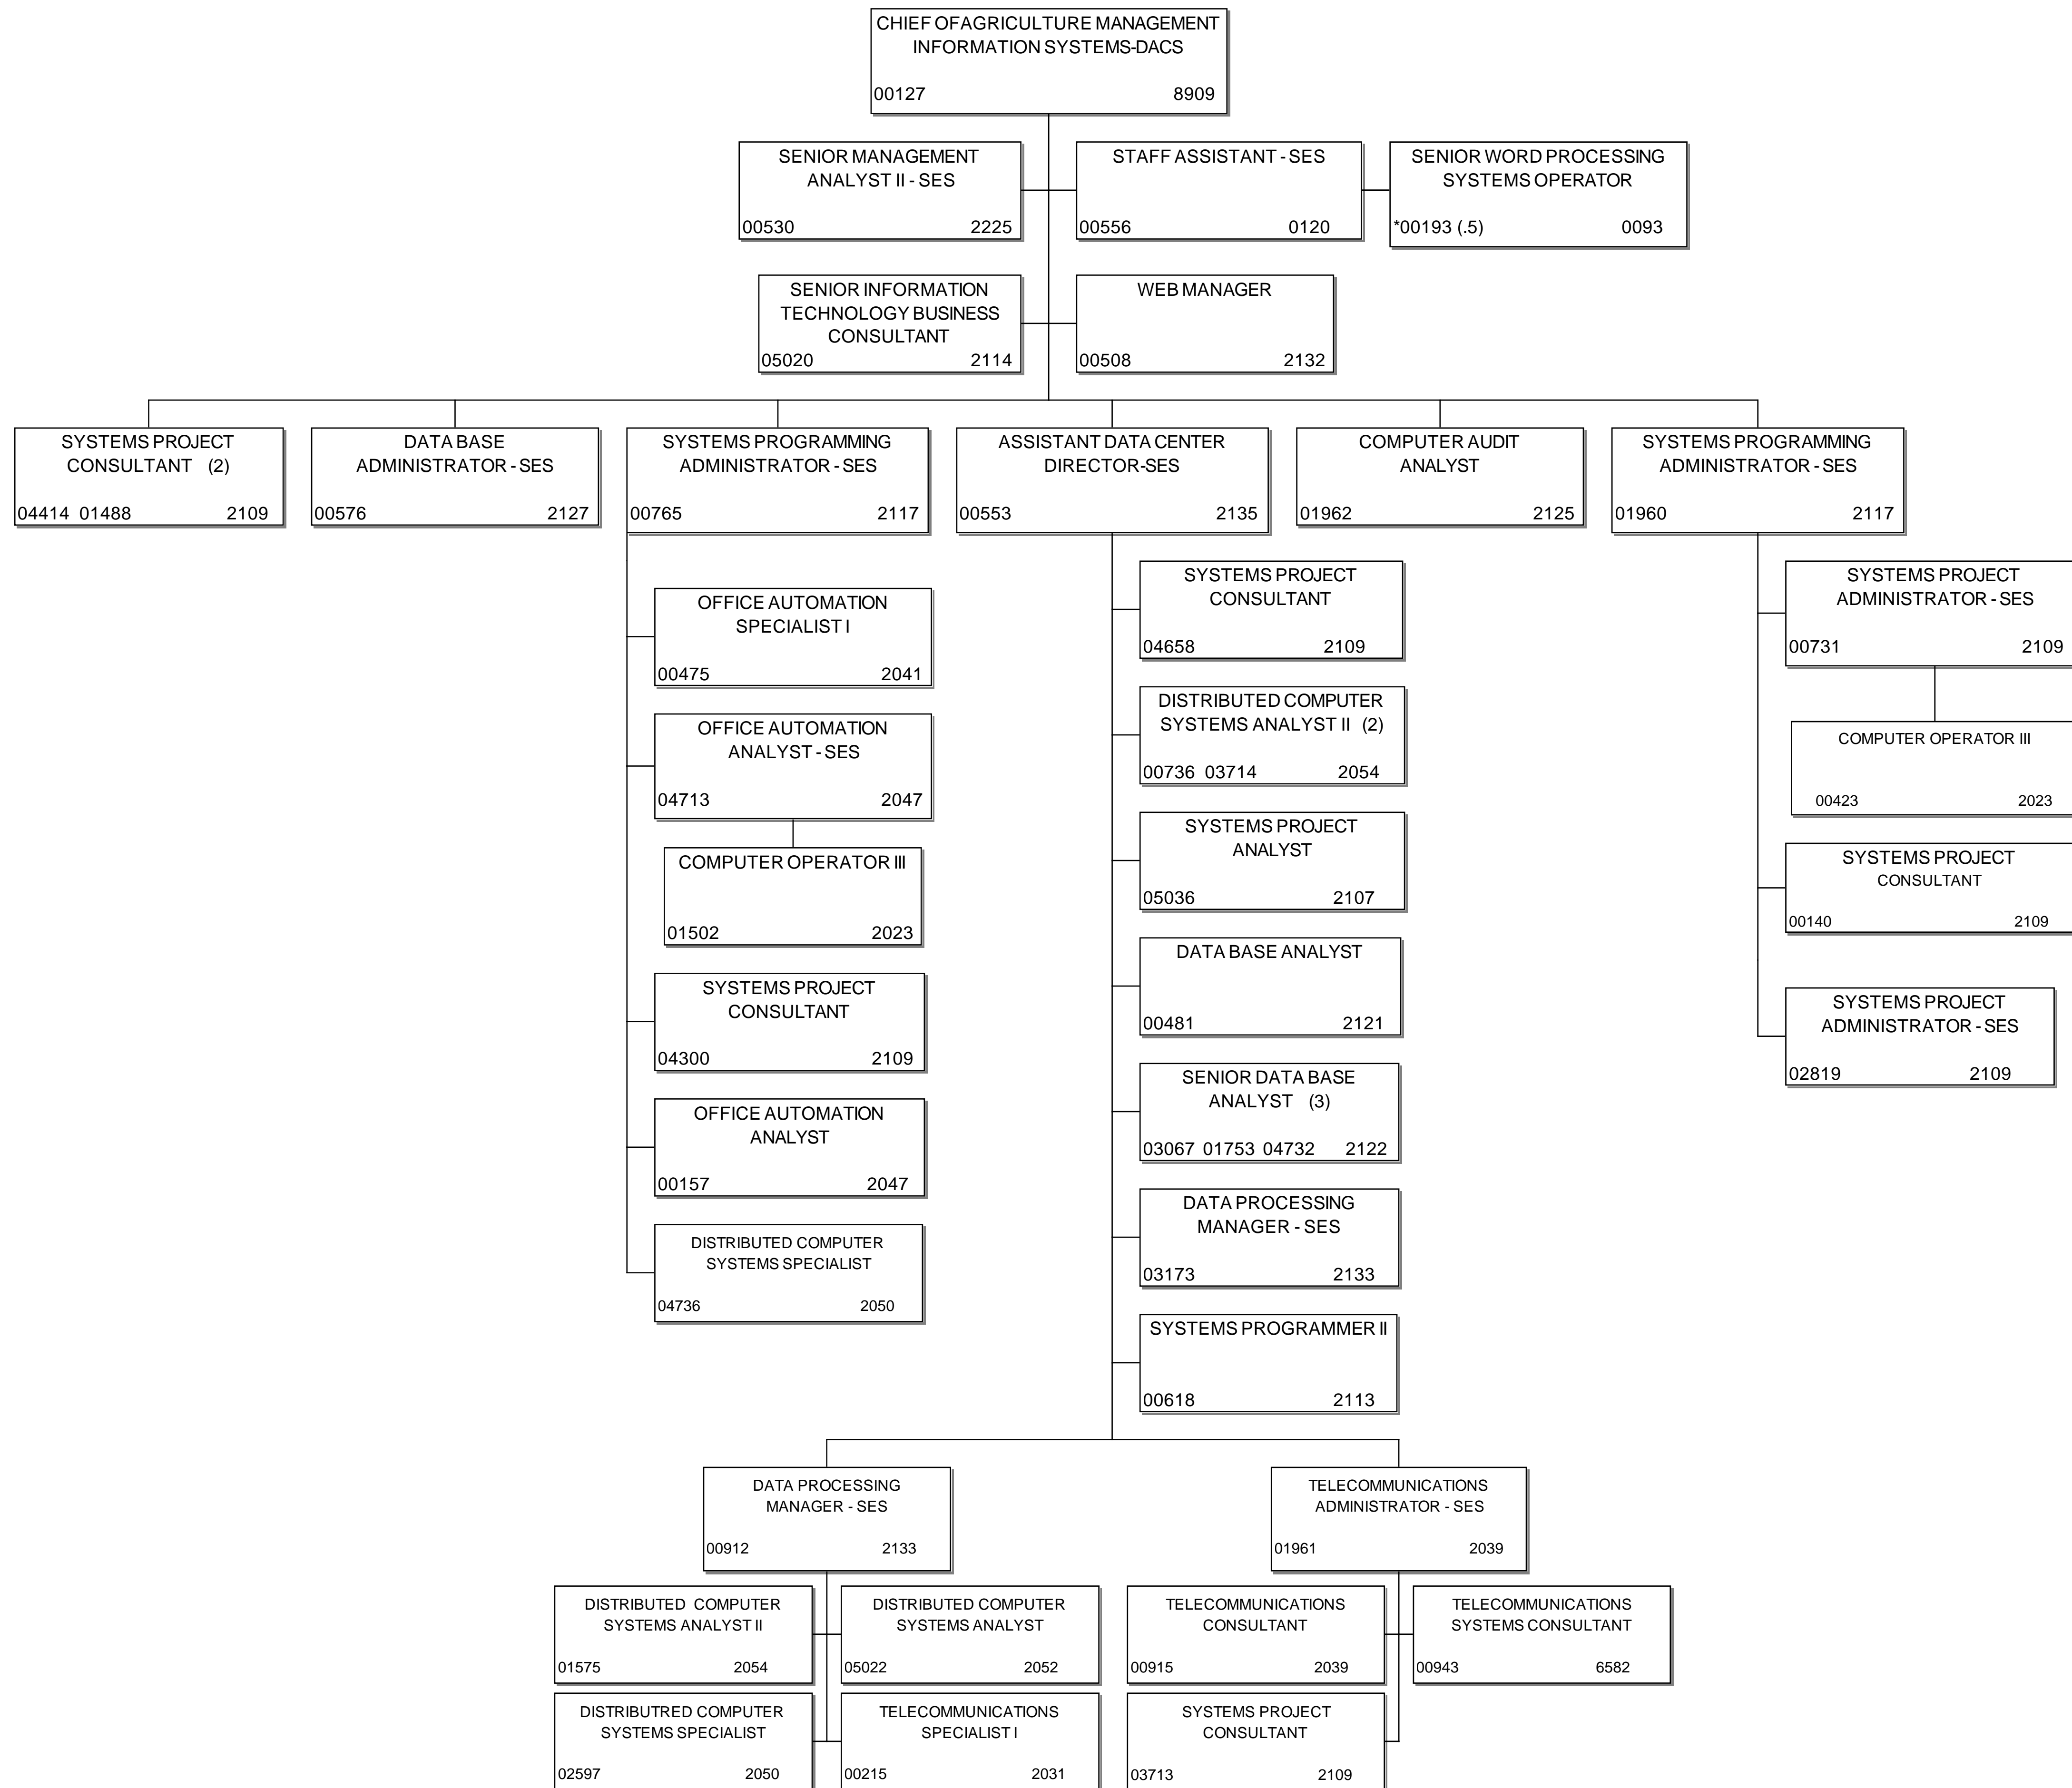 CHIEF OFAGRICULTURE MANAGEMENT
INFORMATION SYSTEMS-DACS
00127 8909
SENIOR MANAGEMENT
ANALYST II - SES
00530 2225
STAFF ASSISTANT - SES
00556 0120
SENIOR WORD PROCESSING
SYSTEMS OPERATOR
*00193 (.5) 0093
SENIOR INFORMATION
TECHNOLOGY BUSINESS
CONSULTANT
05020 2114
WEB MANAGER
00508 2132
SYSTEMS PROJECT
CONSULTANT (2)
04414 01488 2109
DATA BASE
ADMINISTRATOR - SES
00576 2127
SYSTEMS PROGRAMMING
ADMINISTRATOR - SES
00765 2117
ASSISTANT DATA CENTER
DIRECTOR-SES
00553 2135
COMPUTER AUDIT
ANALYST
01962 2125
SYSTEMS PROGRAMMING
ADMINISTRATOR - SES
01960 2117
OFFICE AUTOMATION
SPECIALIST I
00475 2041
OFFICE AUTOMATION
ANALYST - SES
04713 2047
COMPUTER OPERATOR III
01502 2023
SYSTEMS PROJECT
CONSULTANT
04300 2109
OFFICE AUTOMATION
ANALYST
00157 2047
DISTRIBUTED COMPUTER
SYSTEMS SPECIALIST
04736 2050
SYSTEMS PROJECT
CONSULTANT
04658 2109
DISTRIBUTED COMPUTER
SYSTEMS ANALYST II (2)
00736 03714 2054
SYSTEMS PROJECT
ANALYST
05036 2107
DATA BASE ANALYST
00481 2121
SENIOR DATA BASE
ANALYST (3)
03067 01753 04732 2122
DATA PROCESSING
MANAGER - SES
03173 2133
SYSTEMS PROGRAMMER II
00618 2113
SYSTEMS PROJECT
ADMINISTRATOR - SES
00731 2109
COMPUTER OPERATOR III
00423 2023
SYSTEMS PROJECT
CONSULTANT
00140 2109
SYSTEMS PROJECT
ADMINISTRATOR - SES
02819 2109
DATA PROCESSING
MANAGER - SES
00912 2133
TELECOMMUNICATIONS
ADMINISTRATOR - SES
01961 2039
DISTRIBUTED COMPUTER
SYSTEMS ANALYST II
01575 2054
DISTRIBUTED COMPUTER
SYSTEMS ANALYST
05022 2052
TELECOMMUNICATIONS
CONSULTANT
00915 2039
TELECOMMUNICATIONS
SYSTEMS CONSULTANT
00943 6582
DISTRIBUTRED COMPUTER
SYSTEMS SPECIALIST
02597 2050
TELECOMMUNICATIONS
SPECIALIST I
00215 2031
SYSTEMS PROJECT
CONSULTANT
03713 2109